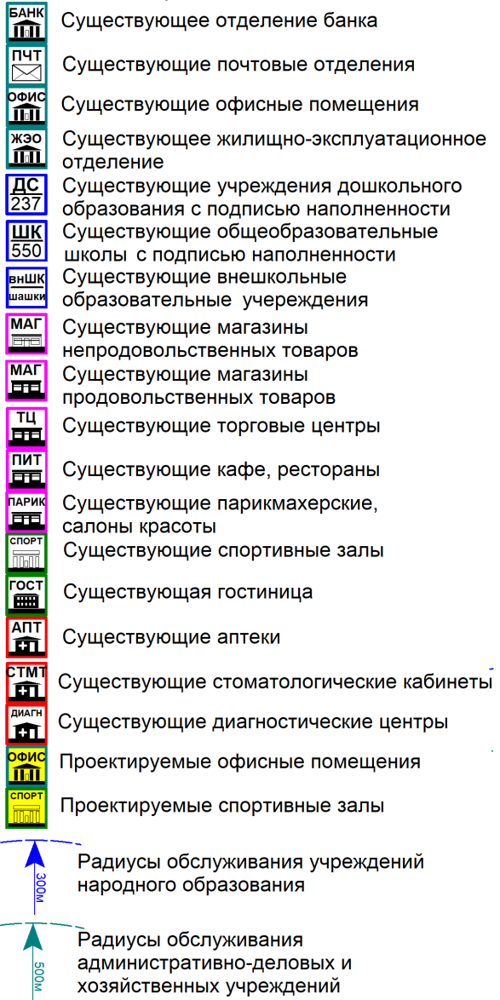 БАНК Существующее отделение банка
ПЧТ Существующие почтовые отделения
ОФИС Существующие офисные помещения
ЖЭО Существующее жилищно-эксплуатационное
отделение
ДС Существующие учреждения дошкольного
237 образования с подписью наполненности
ШК Существующие общеобразовательные
550 школы с подписью наполненности
внШК Существующие внешкольные
шашки образовательные учереждения
МАГ Существующие магазины
непродовольственных товаров
МАГ Существующие магазины
продовольственных товаров
ТЦ Существующие торговые центры
ПИТ Существующие кафе, рестораны
ПАРИК Существующие парикмахерские,
салоны красоты
СПОРТ Существующие спортивные залы
ГОСТ Существующая гостиница
АПТ Существующие аптеки
СТМТ Существующие стоматологические кабинеты
ДИАГН Существующие диагностические центры
ОФИС Проектируемые офисные помещения
СПОРТ Проектируемые спортивные залы
300м Радиусы обслуживания учреждений
народного образования
500м Радиусы обслуживания
административно-деловых и
хозяйственных учреждений